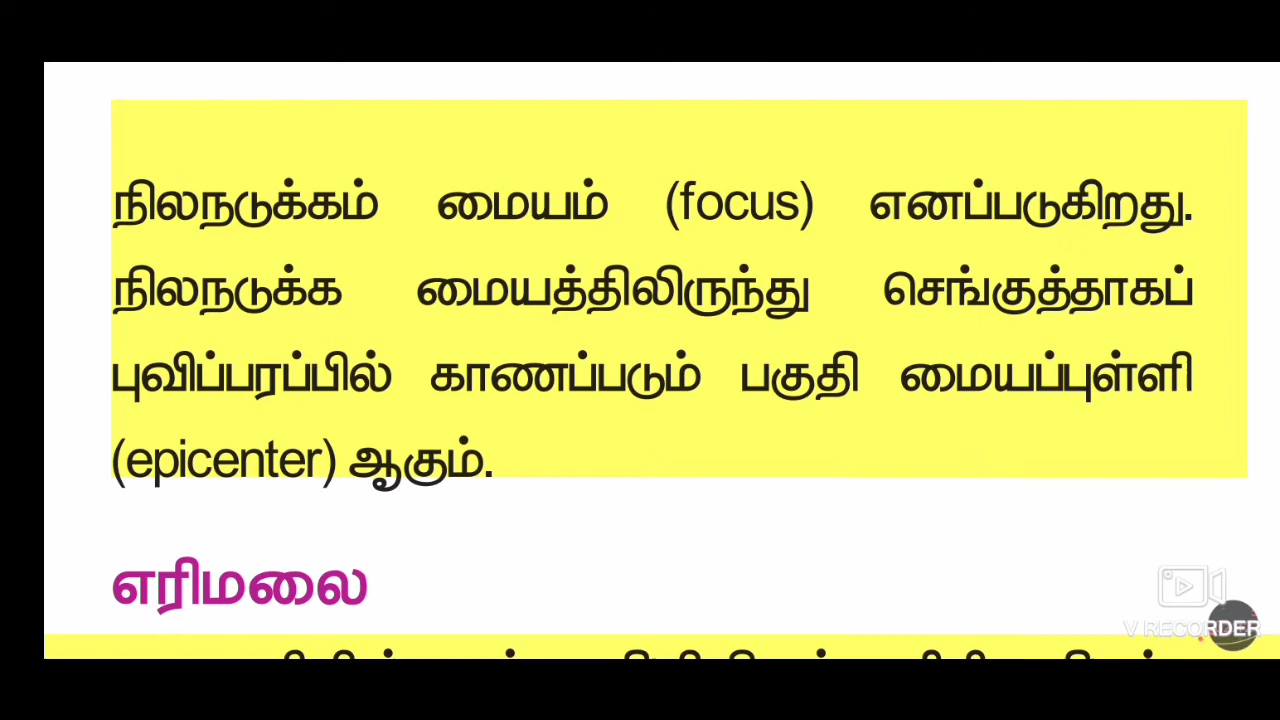 நிலநடுக்கம் மையம் (focus) எனப்படுகிறது.
நிலநடுக்க மையத்திலிருந்து செங்குத்தாகப்
புவிப்பரப்பில் காணப்படும் பகுதி மையப்புள்ளி
(epicenter) ஆகும்.
எரிமலை
V RECORDER